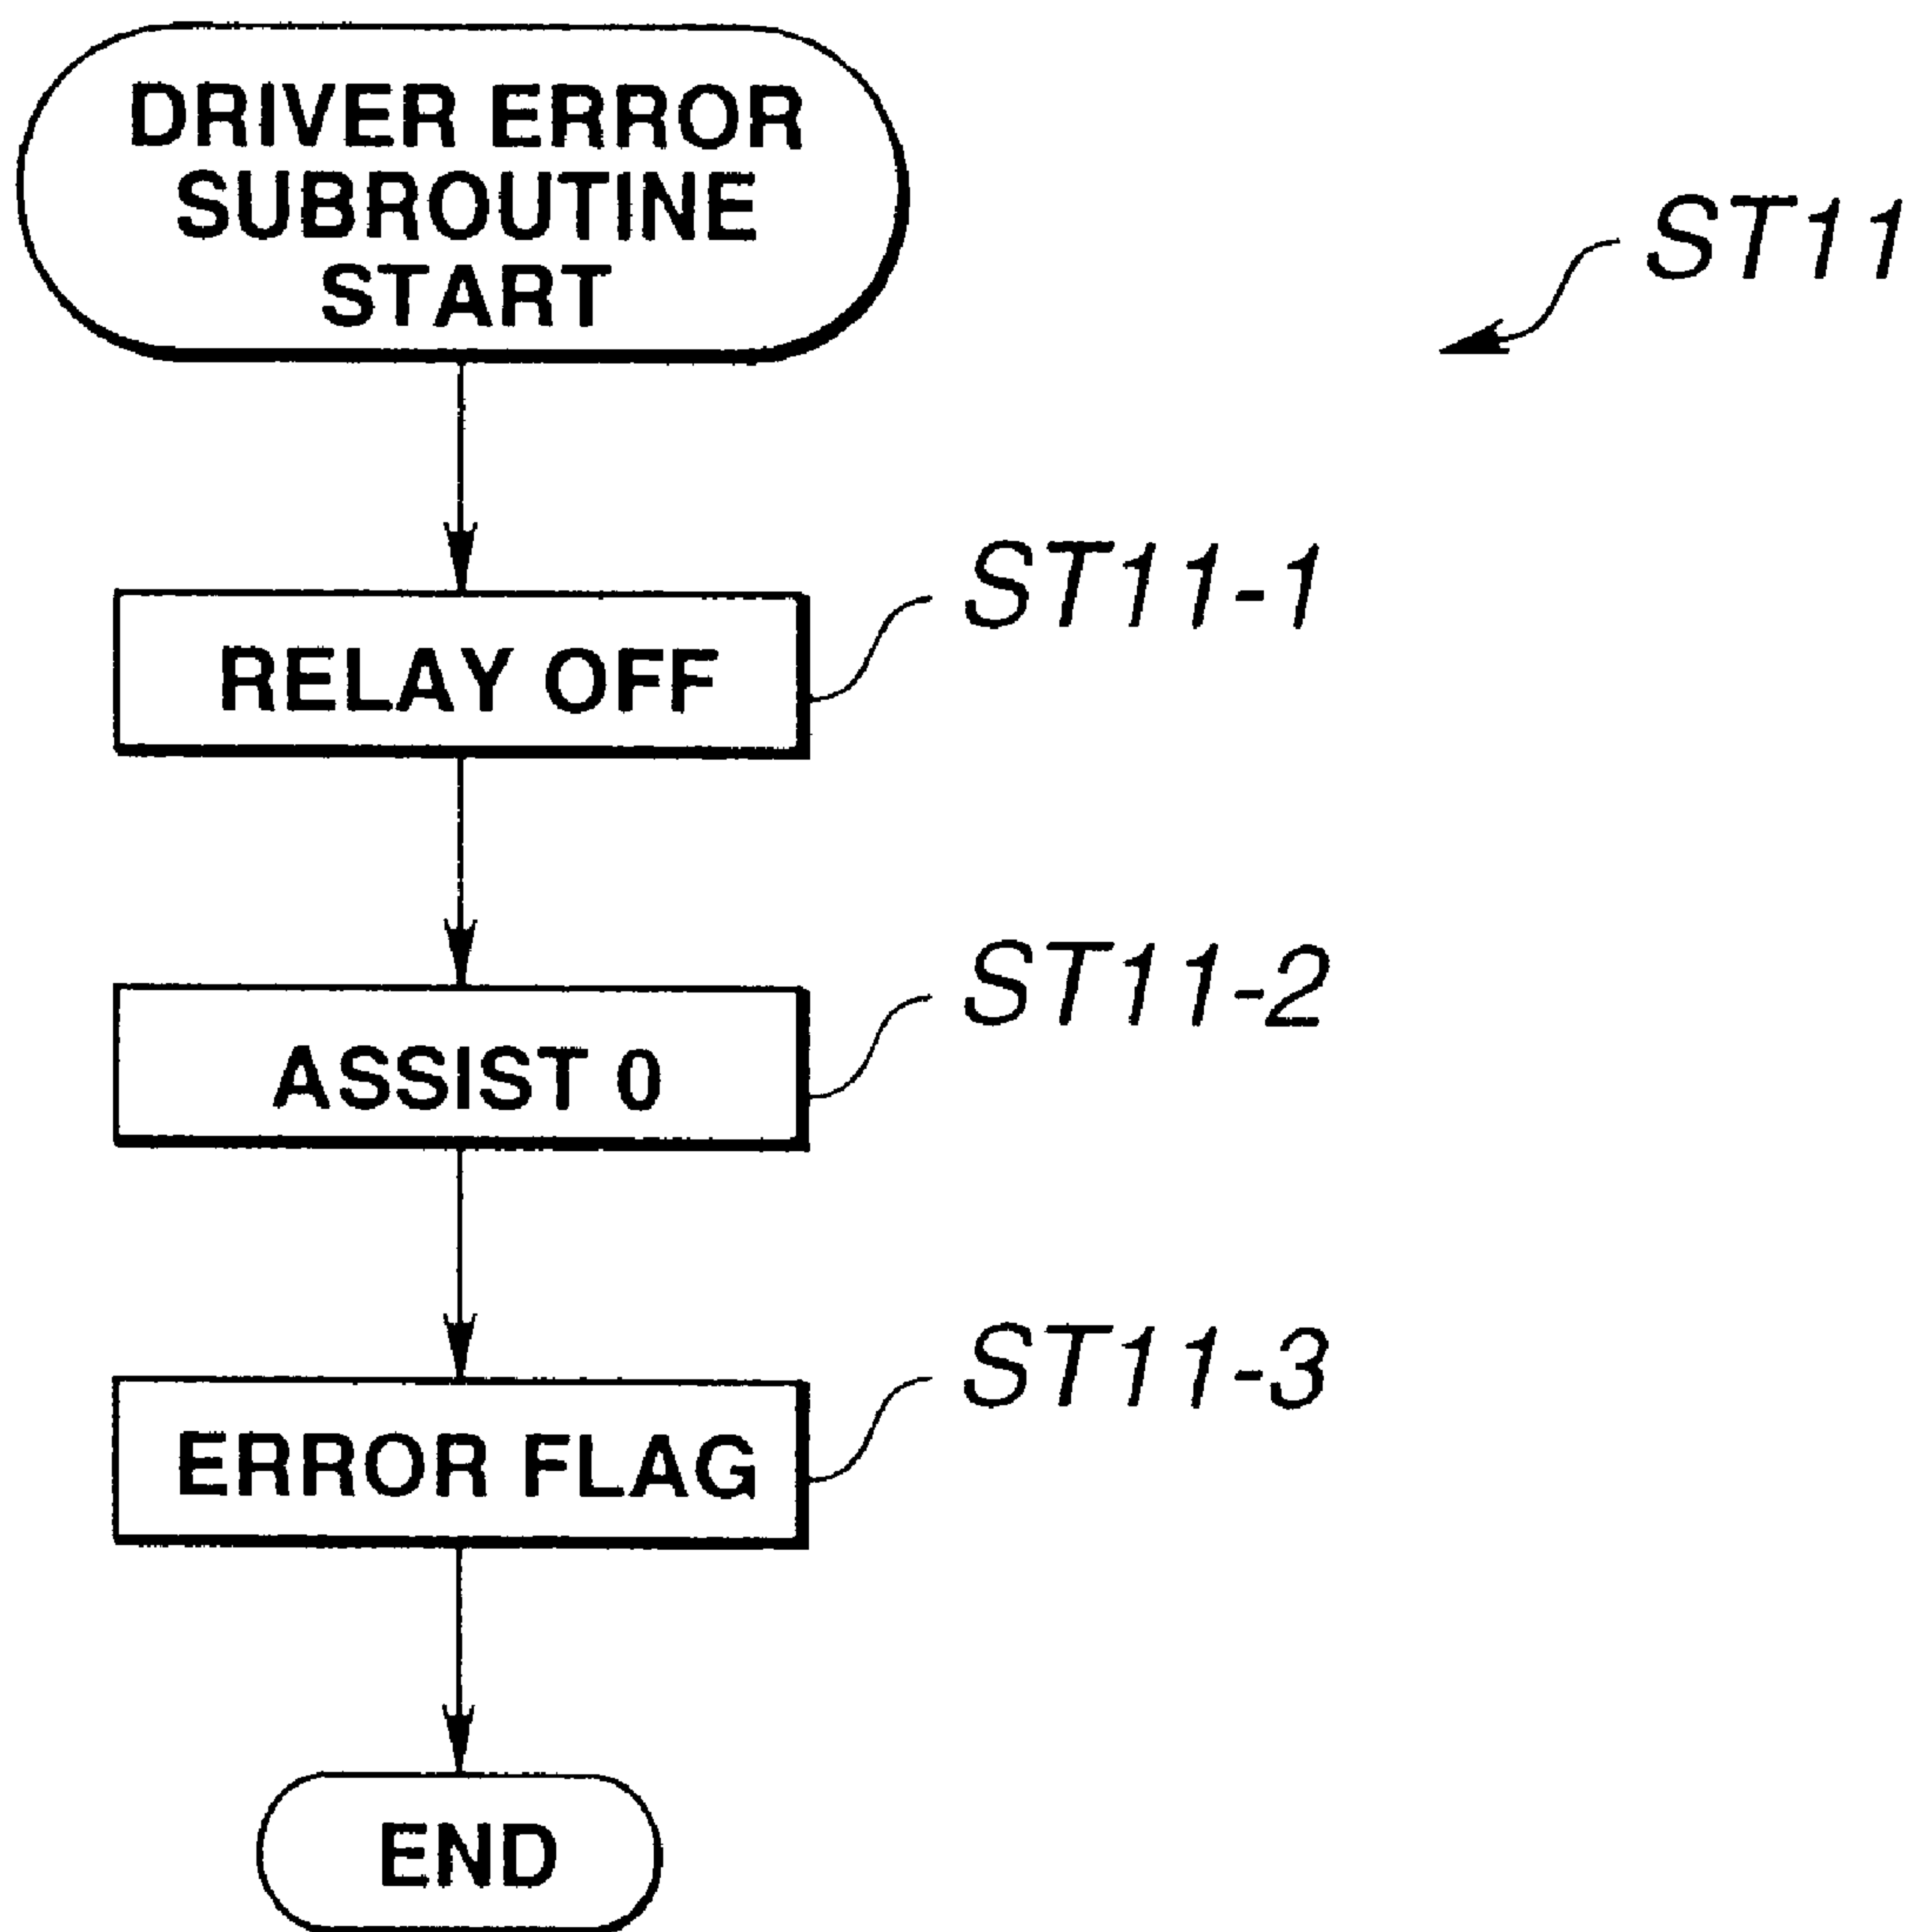 DRIVER ERROR
SUBROUTINE
START
ST11
RELAY OFF
ST11-1
ASSIST 0
ST11-2
ERROR FLAG
ST11-3
END